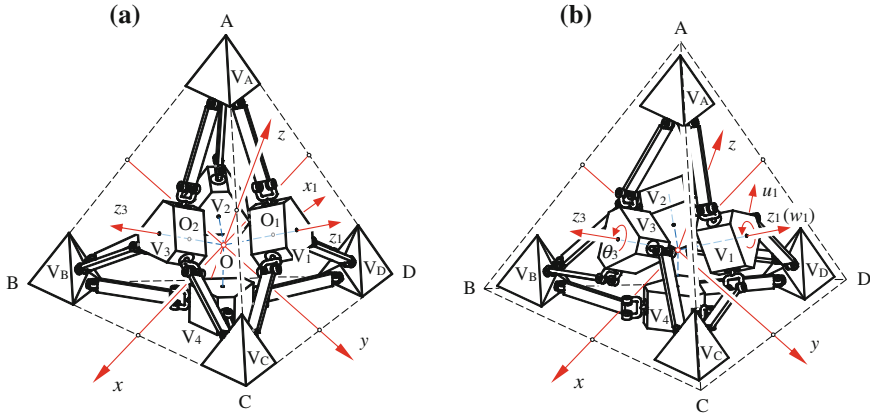 (a)
A
V_A
z
x_1
V_2
z_3
O_2
O_1
z_1
V_3
O
V_1
V_B
V_D
B
D
V_4
V_C
x
y
C
(b)
A
V_A
z
u_1
V_2
z_3
V_3
z_1(w_1)
θ_3
V_1
V_B
V_D
B
D
V_4
V_C
x
y
C